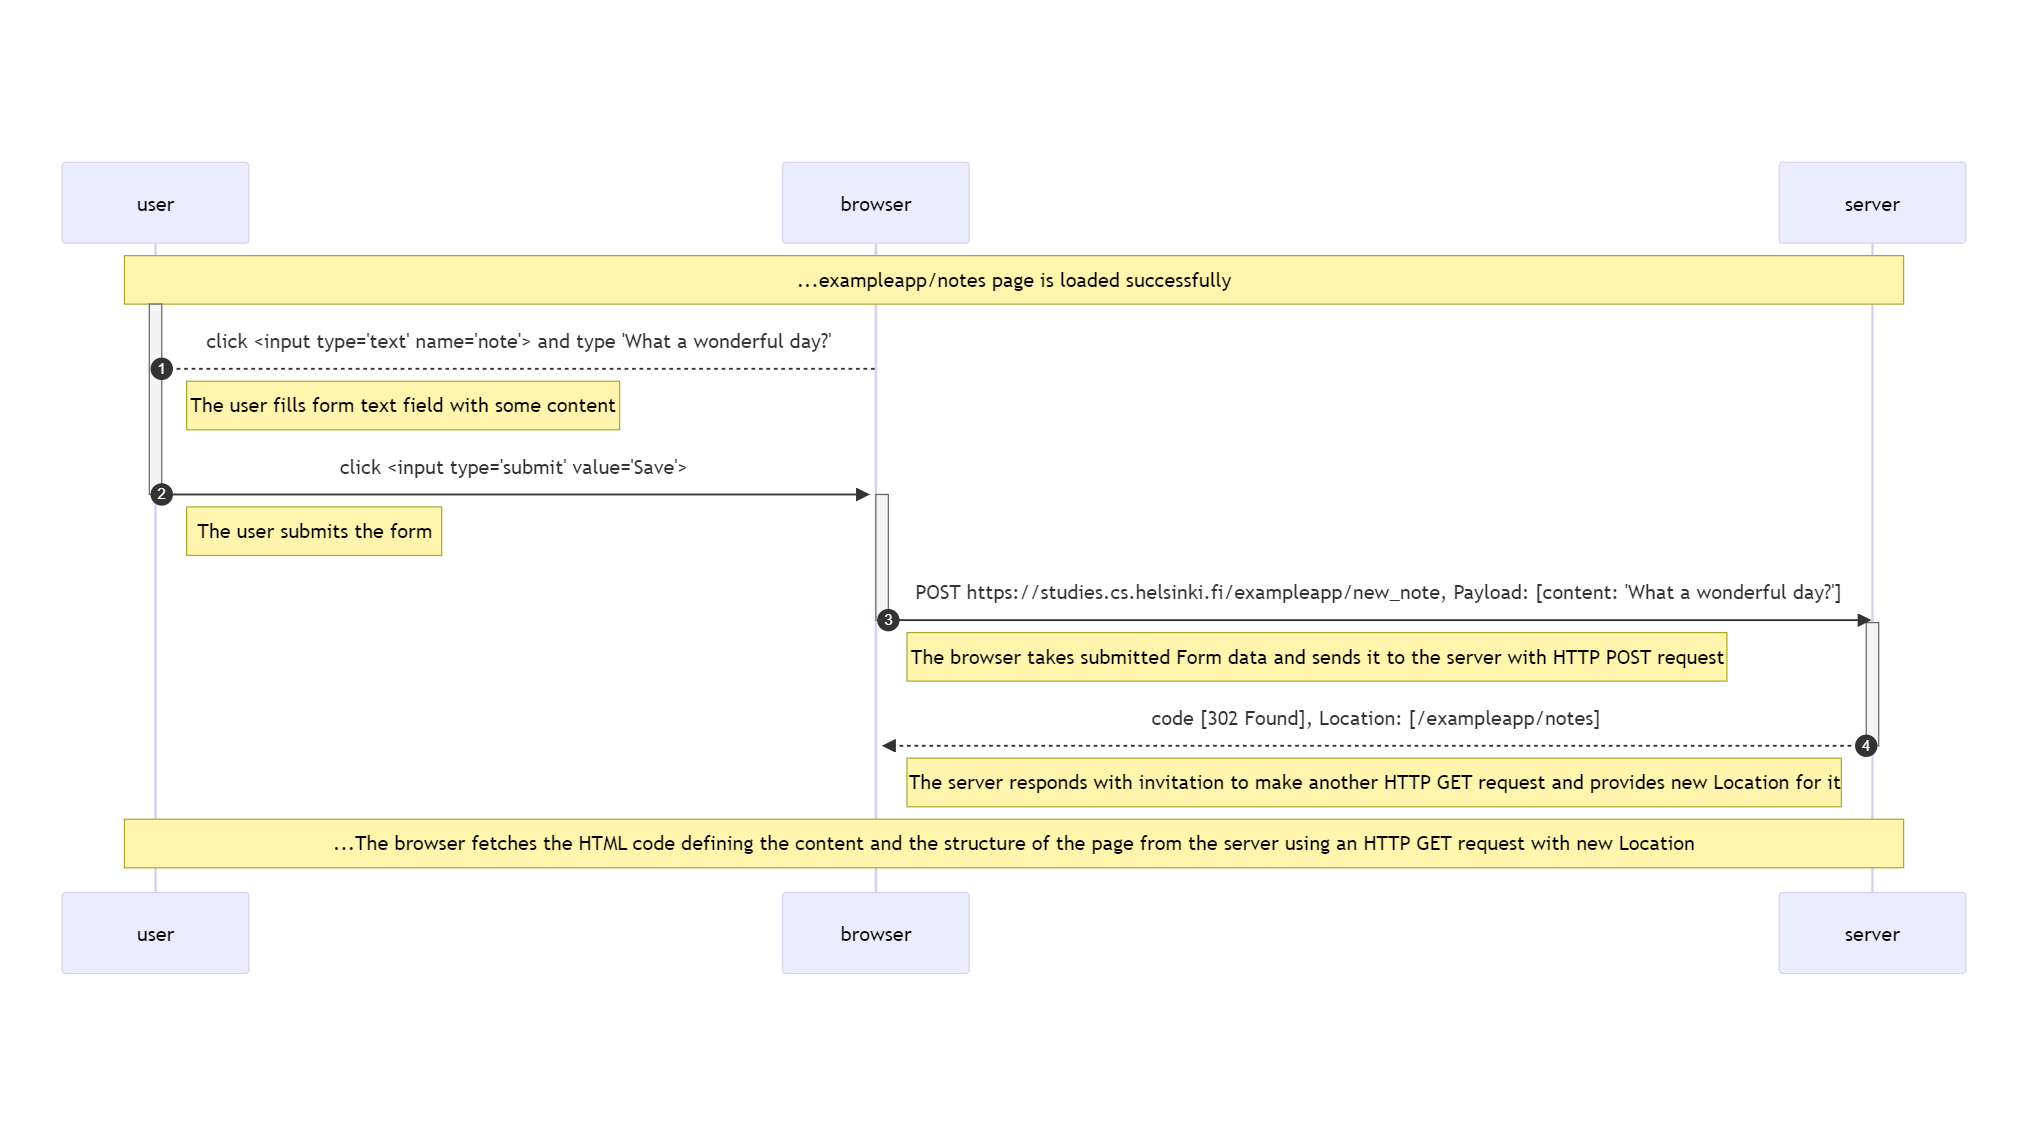 user
browser
server
...exampleapp/notes page is loaded successfully
click <input type='text' name='note'> and type 'What a wonderful day?'
1
The user fills form text field with some content
click <input type='submit' value='Save'>
2
The user submits the form
POST https://studies.cs.helsinki.fi/exampleapp/new_note, Payload: [content: 'What a wonderful day?']
3
The browser takes submitted Form data and sends it to the server with HTTP POST request
code [302 Found], Location: [/exampleapp/notes]
4
The server responds with invitation to make another HTTP GET request and provides new Location for it
...The browser fetches the HTML code defining the content and the structure of the page from the server using an HTTP GET request with new Location
user
browser
server